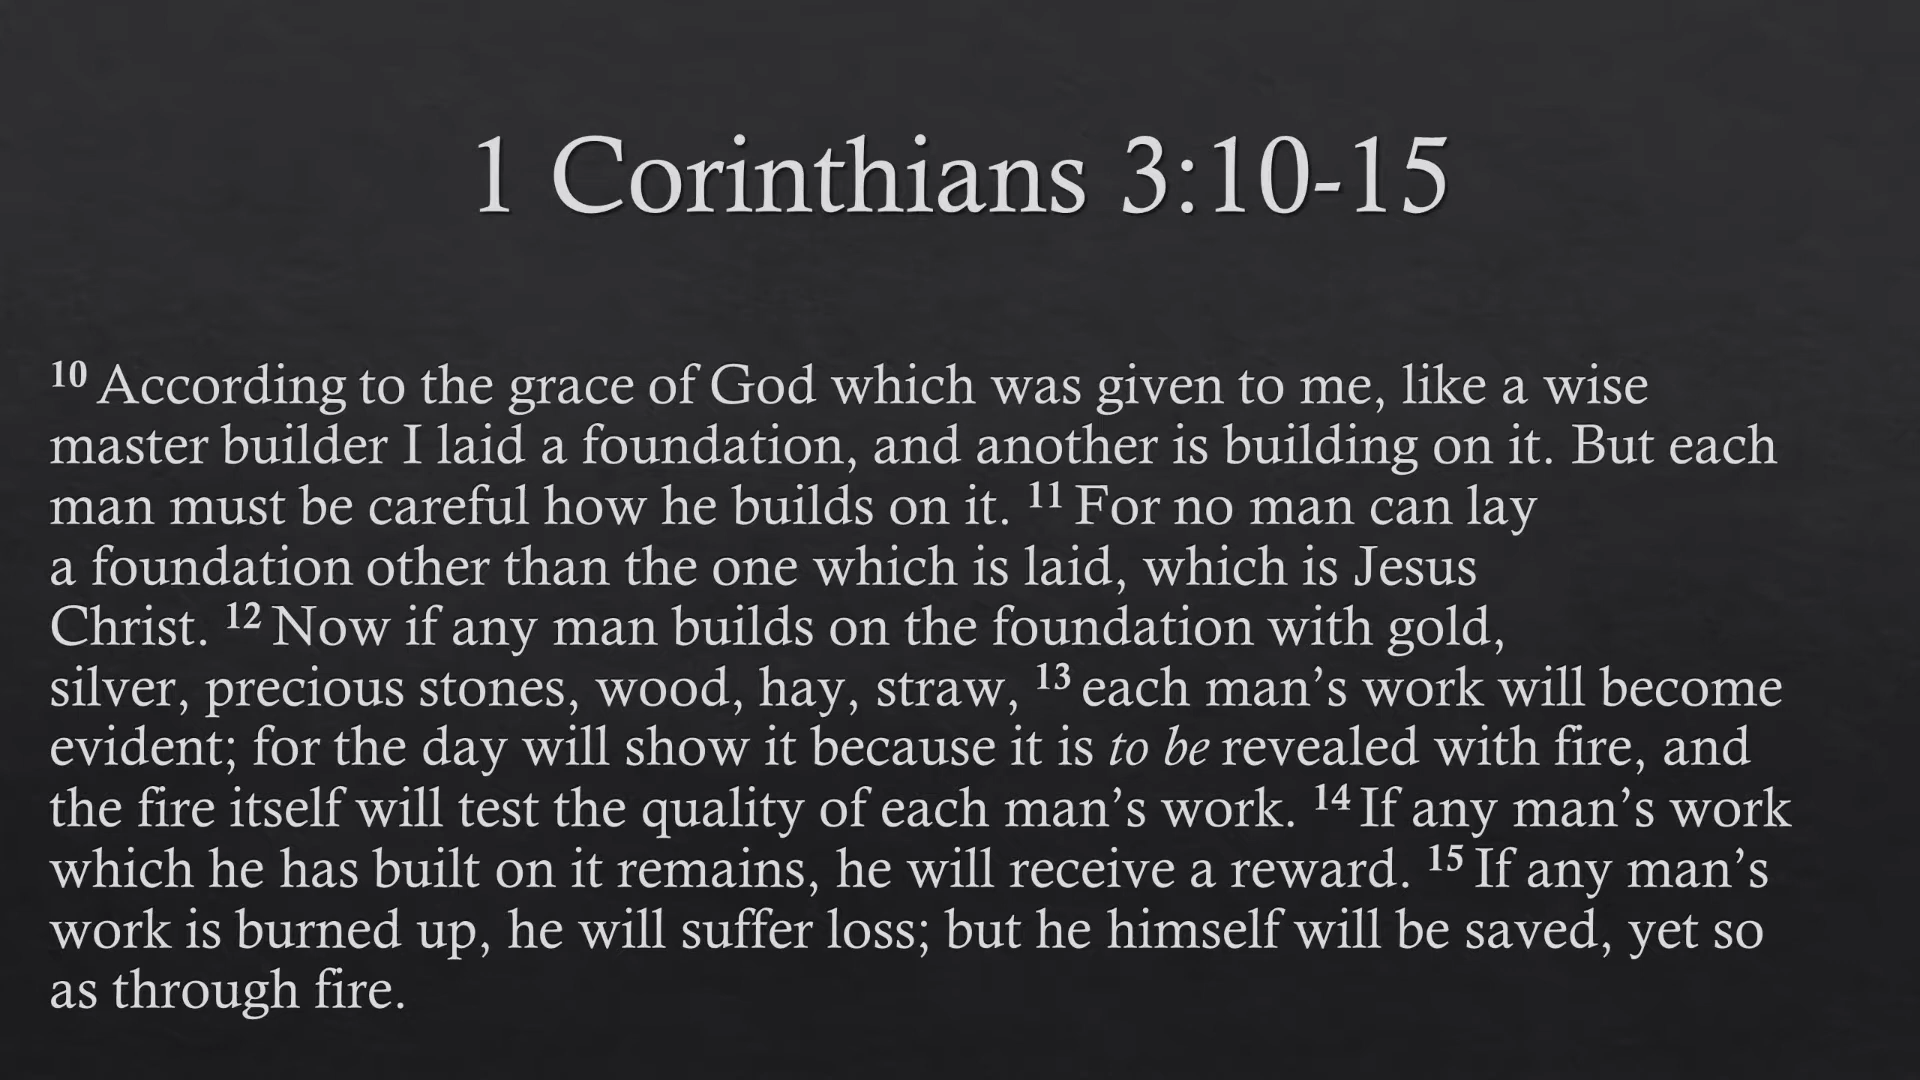 1 Corinthians 3:10-15
10 According to the grace of God which was given to me, like a wise
master builder I laid a foundation, and another is building on it. But each
man must be careful how he builds on it. 11 For no man can lay
a foundation other than the one which is laid, which is Jesus
Christ. 12 Now if any man builds on the foundation with gold,
silver, precious stones, wood, hay, straw, 13 each man’s work will become
evident; for the day will show it because it is to be revealed with fire, and
the fire itself will test the quality of each man’s work. 14 If any man’s work
which he has built on it remains, he will receive a reward. 15 If any man’s
work is burned up, he will suffer loss; but he himself will be saved, yet so
as through fire.